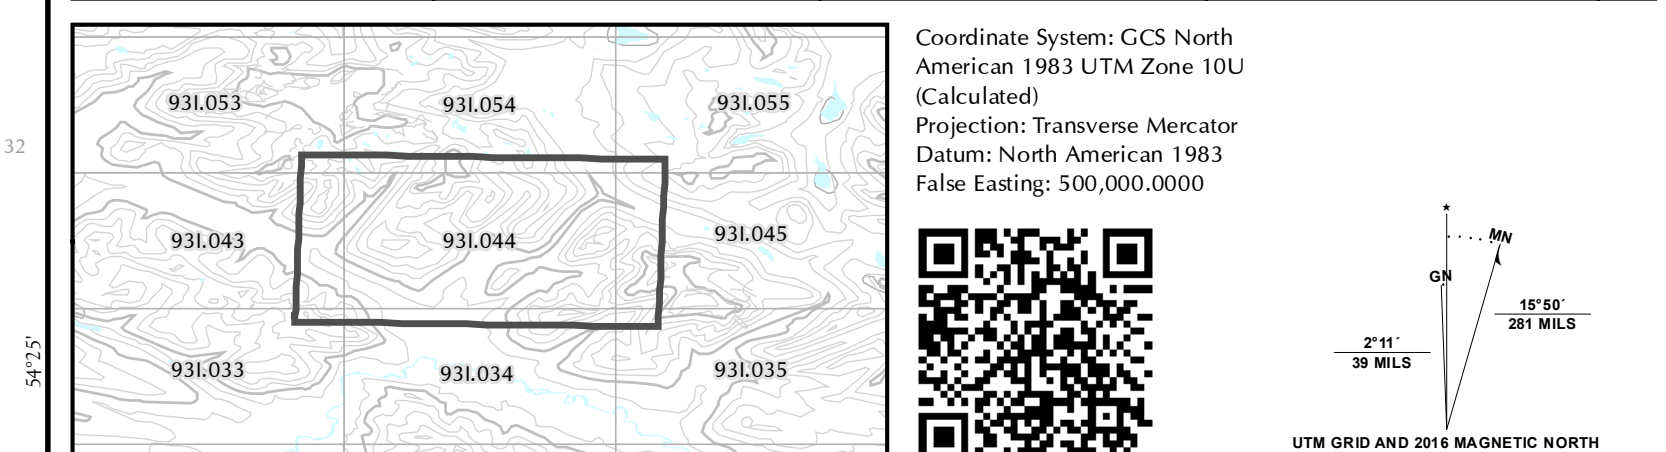 32
54°25'
93I.053
93I.054
93I.055
93I.043
93I.044
93I.045
93I.033
93I.034
93I.035
Coordinate System: GCS North
American 1983 UTM Zone 10U
(Calculated)
Projection: Transverse Mercator
Datum: North American 1983
False Easting: 500,000.0000
MN
GN
15°50´
281 MILS
2°11´
39 MILS
UTM GRID AND 2016 MAGNETIC NORTH